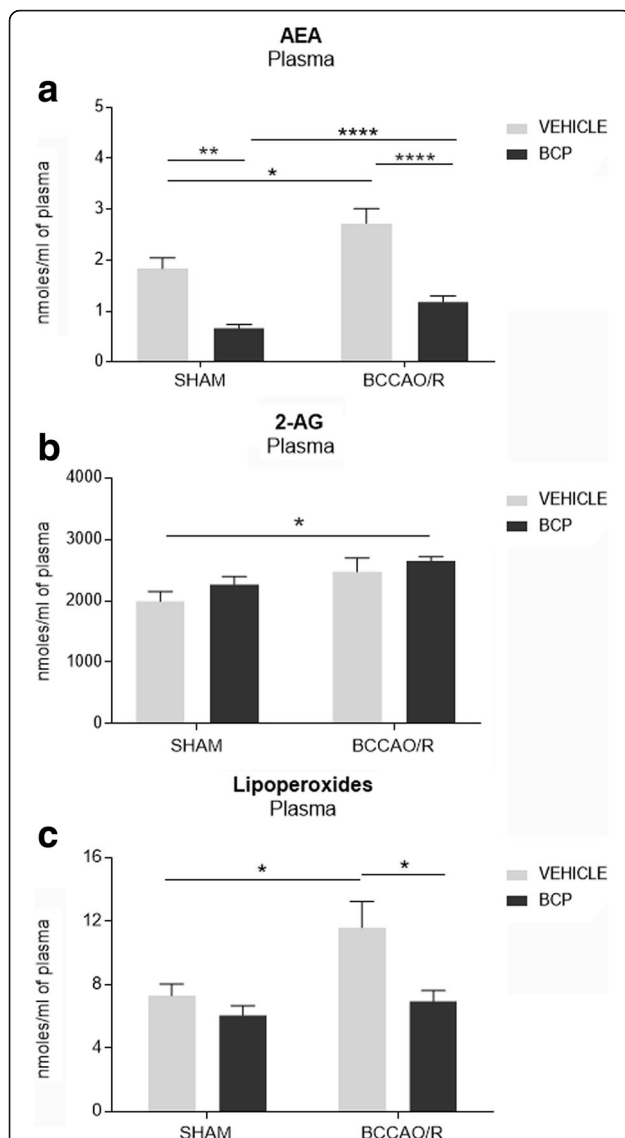 AEA
Plasma
a
5
4
3
2
1
0
nmoles/ml of plasma
**
*
****
****
VEHICLE
BCP
SHAM
BCCAO/R
2-AG
Plasma
b
4000
3000
2000
1000
0
nmoles/ml of plasma
*
VEHICLE
BCP
SHAM
BCCAO/R
Lipoperoxides
Plasma
c
16
12
8
4
0
nmoles/ml of plasma
*
*
VEHICLE
BCP
SHAM
BCCAO/R